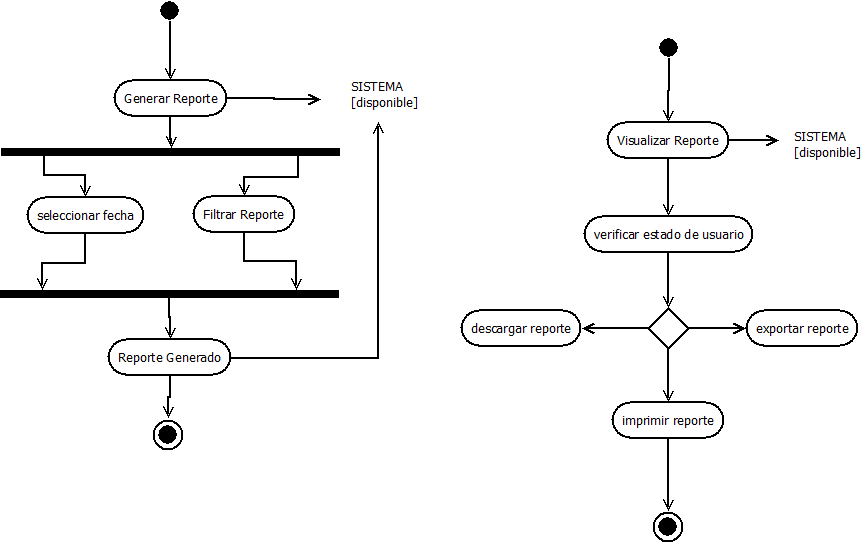 Generar Reporte
SISTEMA
[disponible]
seleccionar fecha
Filtrar Reporte
Reporte Generado
Visualizar Reporte
SISTEMA
[disponible]
verificar estado de usuario
descargar reporte
exportar reporte
imprimir reporte